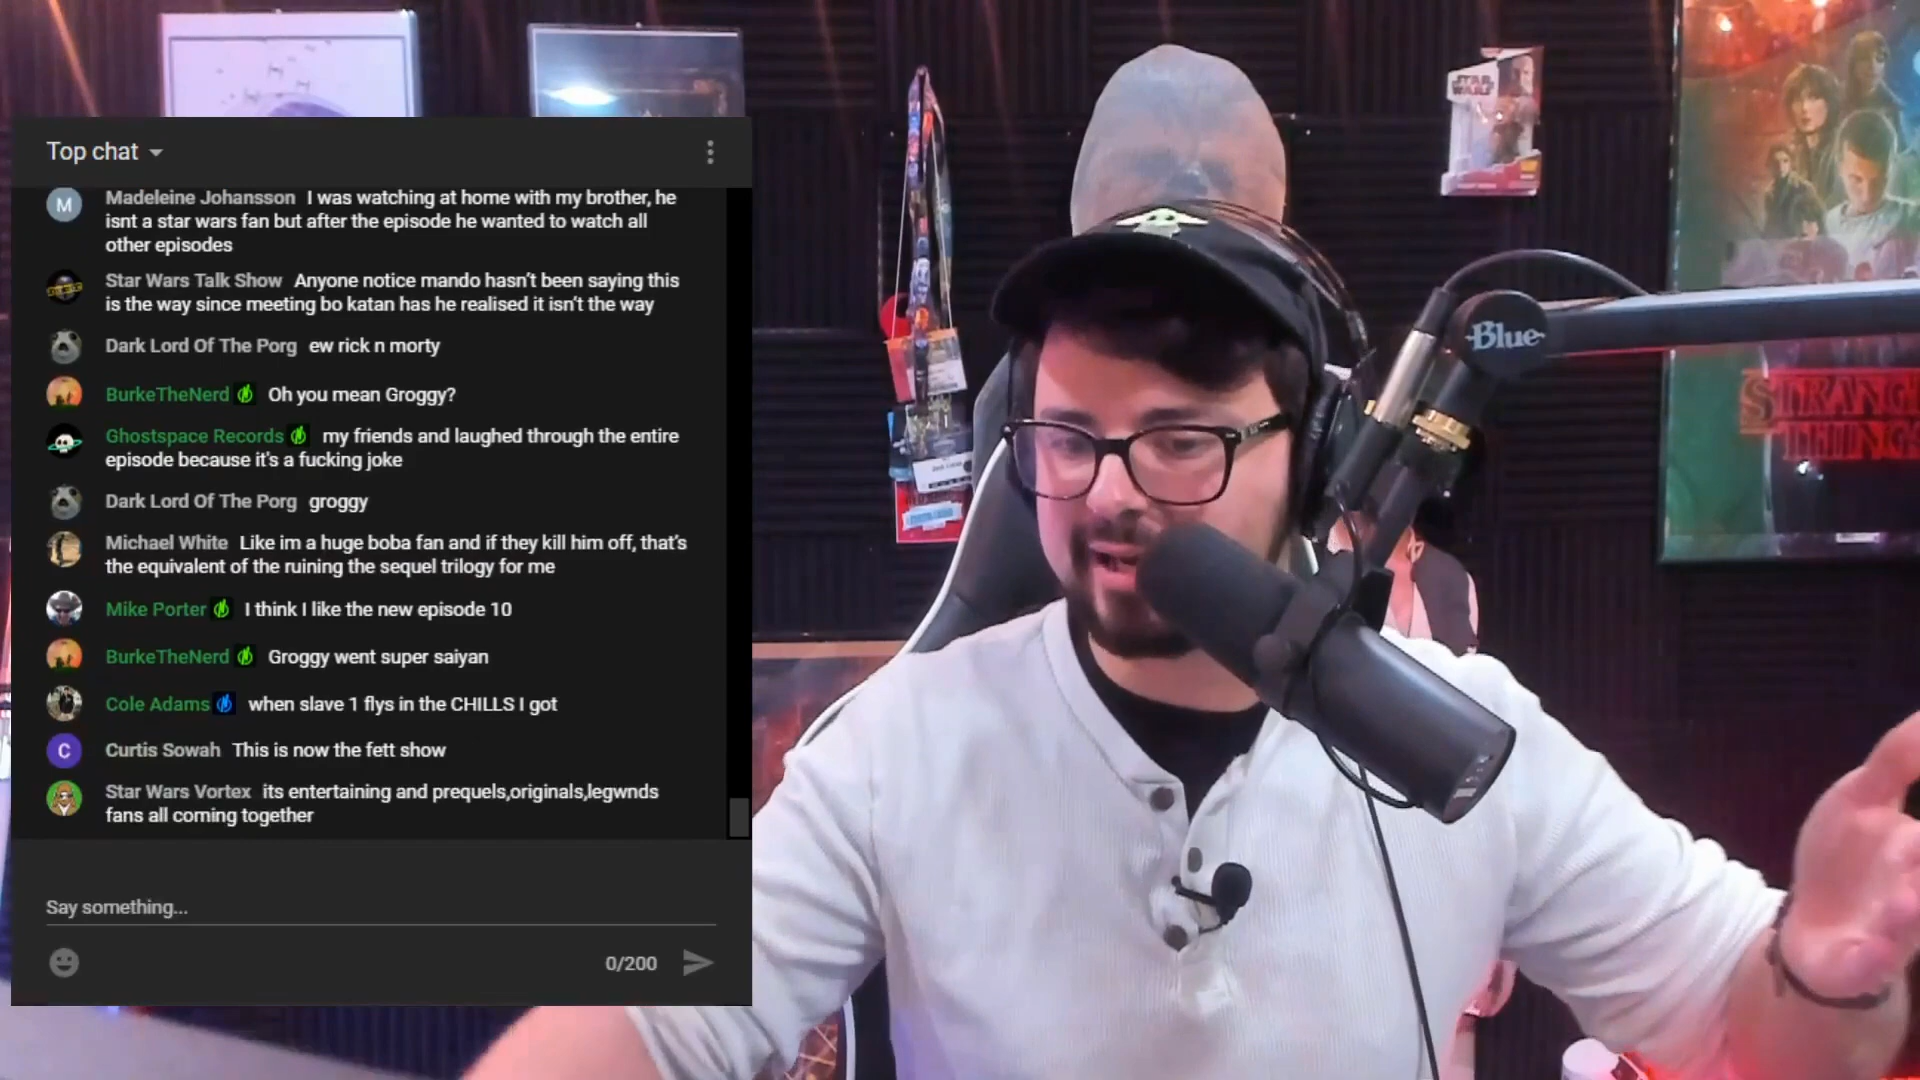 Top chat
Madeleine Johansson I was watching at home with my brother, he
isnt a star wars fan but after the episode he wanted to watch all
other episodes
Star Wars Talk Show Anyone notice mando hasn't been saying this
is the way since meeting bo katan has he realised it isn't the way
Dark Lord Of The Porg ew rick n morty
BurkeTheNerd Oh you mean Groggy?
Ghostspace Records my friends and laughed through the entire
episode because it's a fucking joke
Dark Lord Of The Porg groggy
Michael White Like im a huge boba fan and if they kill him off, that's
the equivalent of the ruining the sequel trilogy for me
Mike Porter I think I like the new episode 10
BurkeTheNerd Groggy went super saiyan
Cole Adams when slave 1 flys in the CHILLS I got
C
Curtis Sowah This is now the fett show
Star Wars Vortex its entertaining and prequels,originals,legwnds
fans all coming together
Say something...
0/200
M
STAR
WARS
Blue
STRANG
THINGS